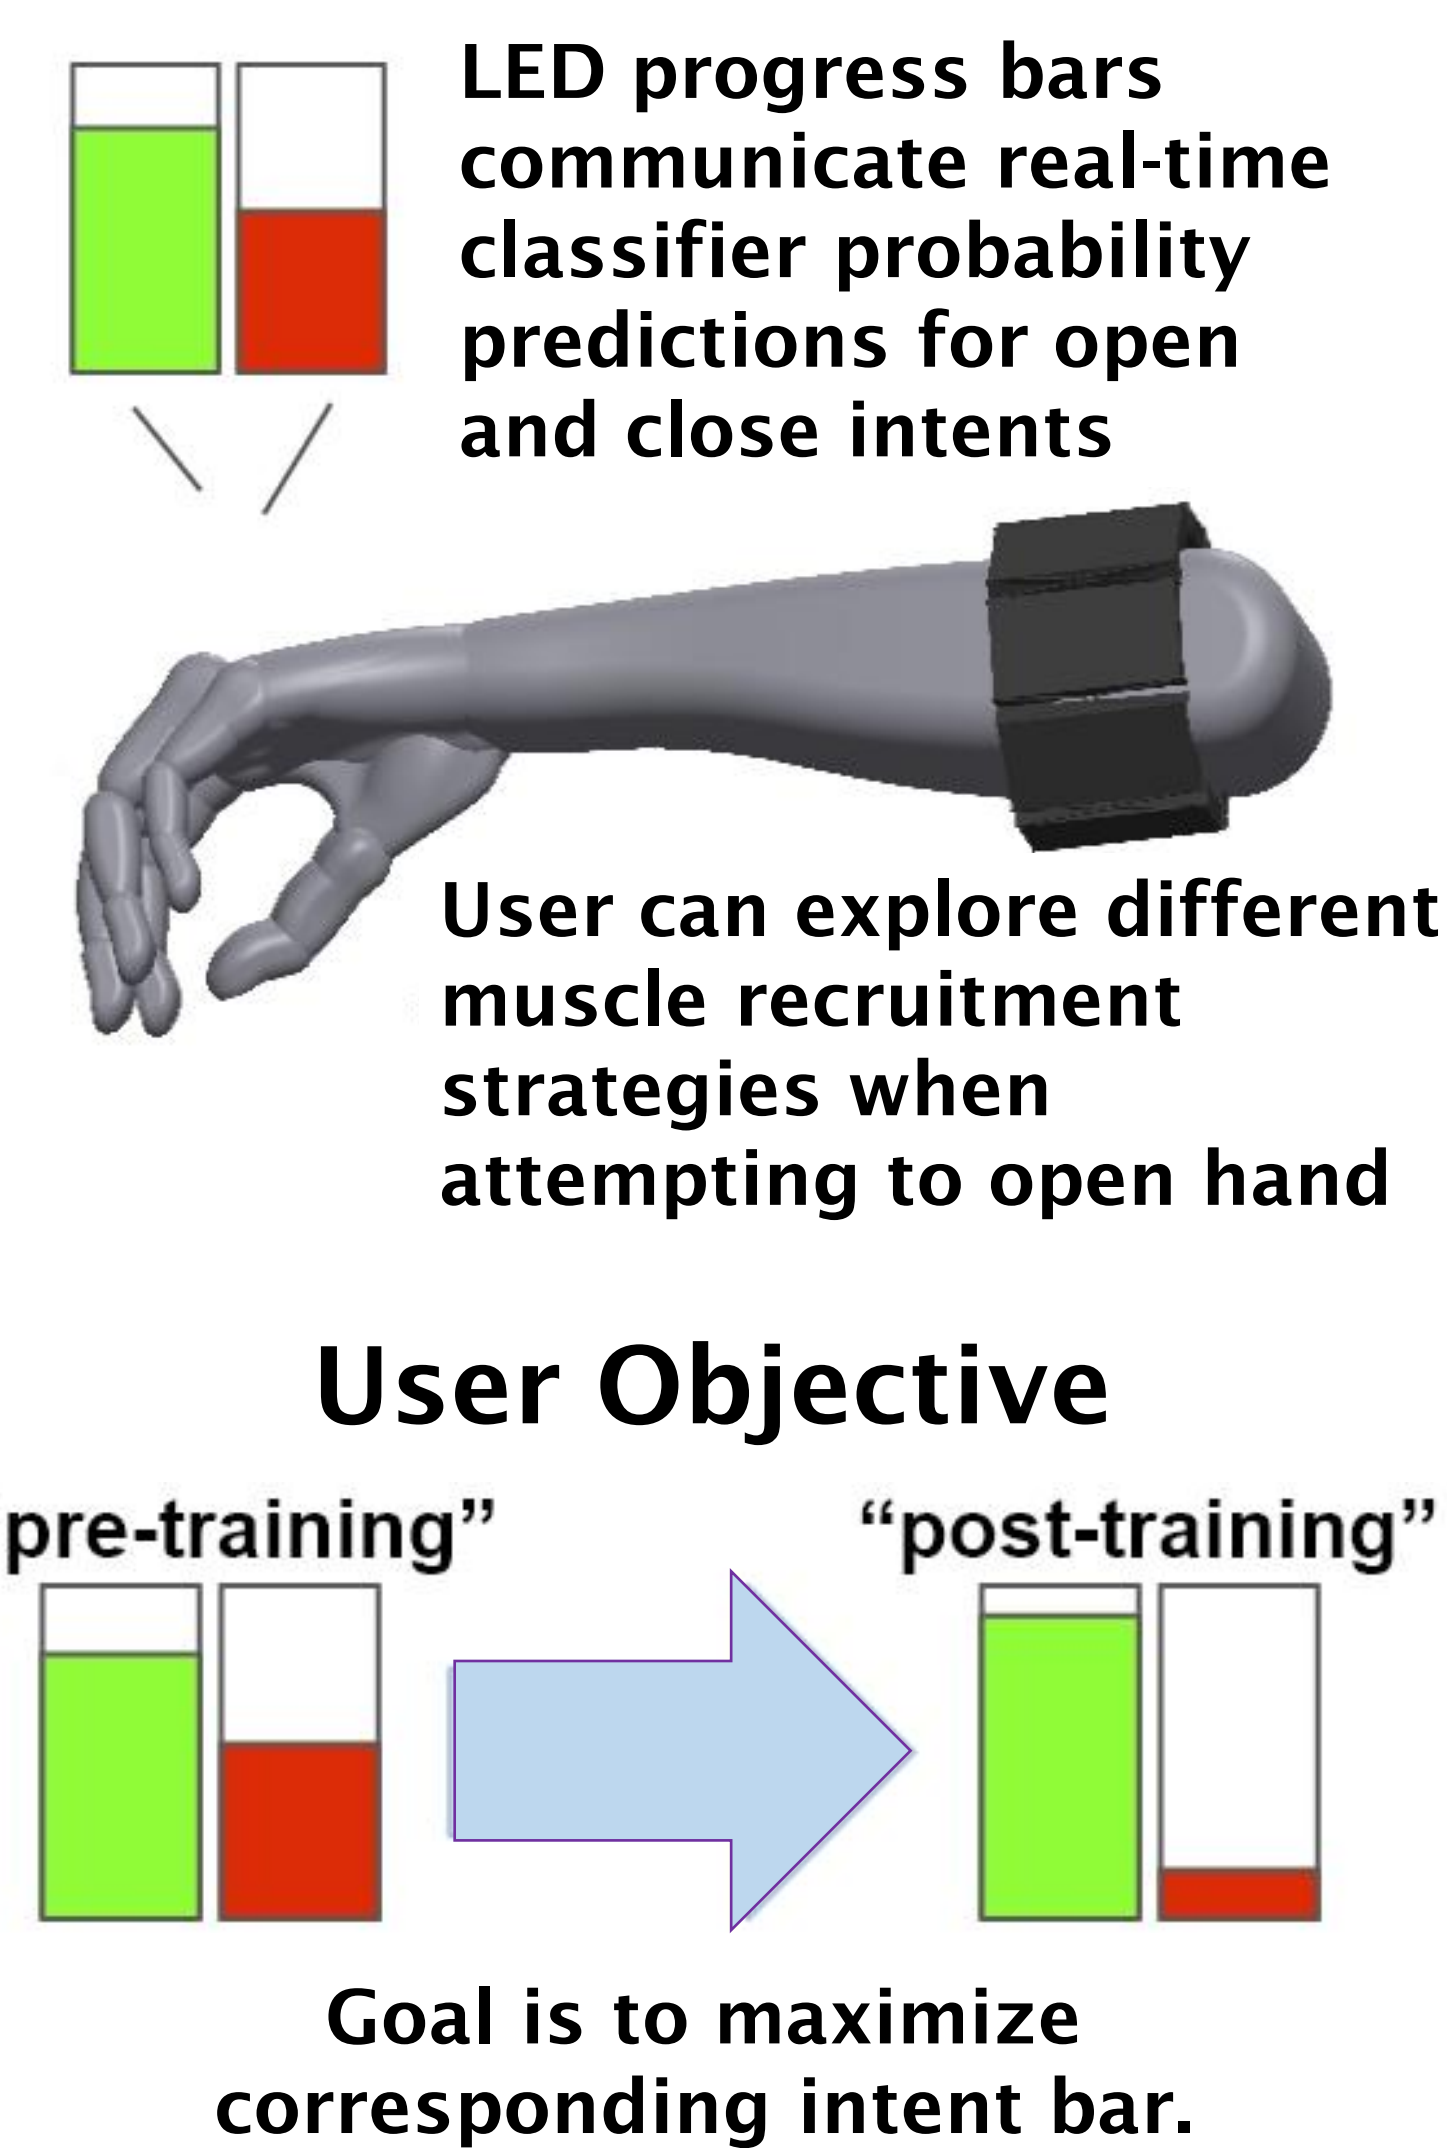 LED progress bars
communicate real-time
classifier probability
predictions for open
and close intents
User can explore different
muscle recruitment
strategies when
attempting to open hand
User Objective
pre-training” “post-training”
Goal is to maximize
corresponding intent bar.